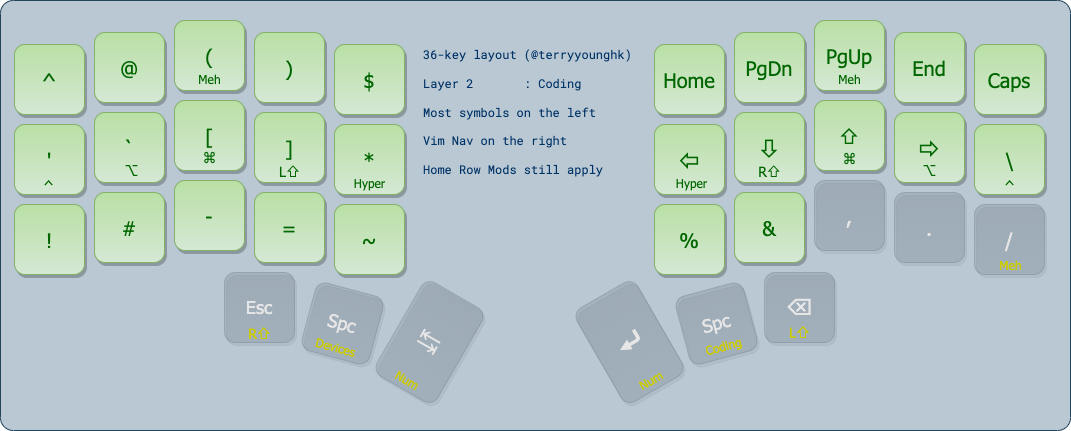 ^ @ ( ) $
Meh
' ` [ ] *
^ ⌥ ⌘ L⇧ Hyper
! # - = ~
Esc Spc ↹
R⇧ Devices Num
36-key layout (@terryyounghk)
Layer 2 : Coding
Most symbols on the left
Vim Nav on the right
Home Row Mods still apply
Home PgDn PgUp End Caps
Meh
⇦ ⇩ ⇧ ⇨ \
Hyper R⇧ ⌘ ⌥ ^
% & , . /
Meh
⏎ Spc ⌫
Num Coding L⇧